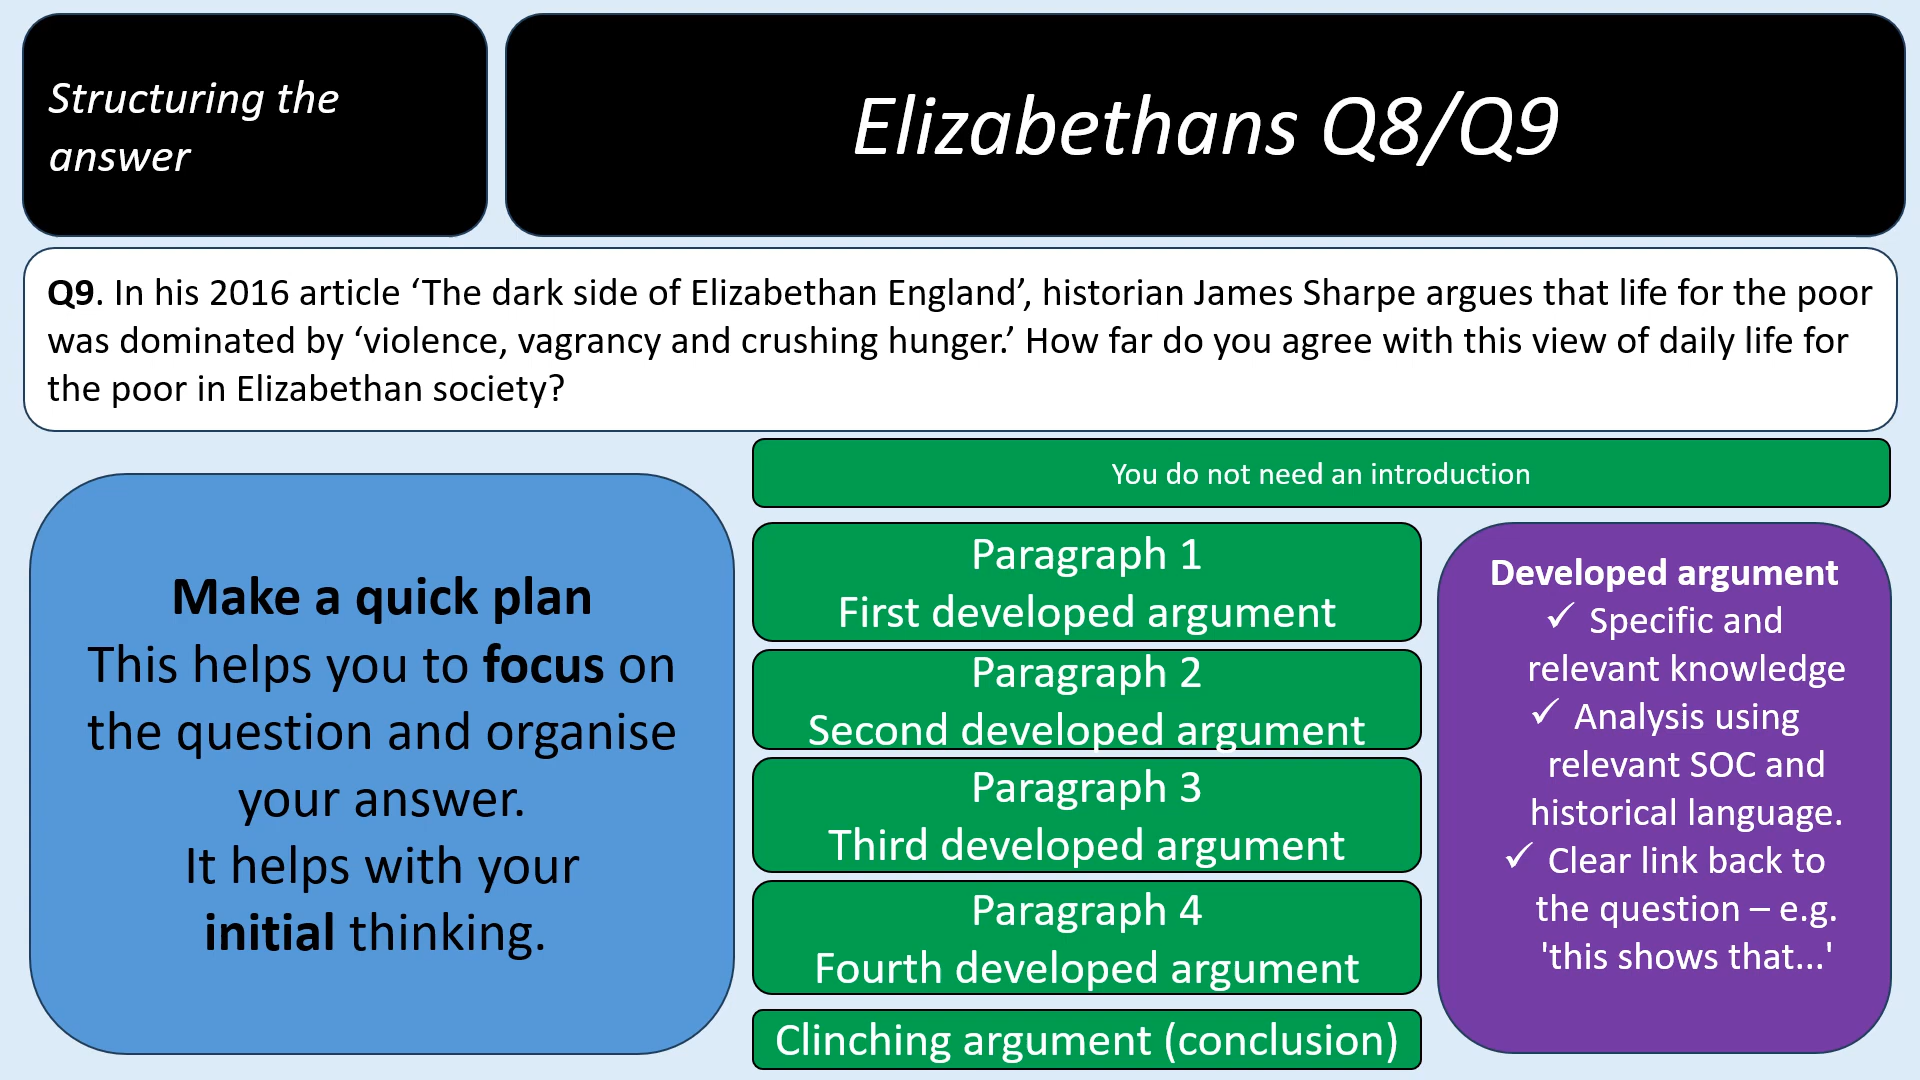 Structuring the
answer
Elizabethans Q8/Q9
Q9. In his 2016 article ‘The dark side of Elizabethan England’, historian James Sharpe argues that life for the poor
was dominated by ‘violence, vagrancy and crushing hunger.’ How far do you agree with this view of daily life for
the poor in Elizabethan society?
Make a quick plan
This helps you to focus on
the question and organise
your answer.
It helps with your
initial thinking.
You do not need an introduction
Paragraph 1
First developed argument
Paragraph 2
Second developed argument
Paragraph 3
Third developed argument
Paragraph 4
Fourth developed argument
Clinching argument (conclusion)
Developed argument
✓ Specific and
relevant knowledge
✓ Analysis using
relevant SOC and
historical language.
✓ Clear link back to
the question – e.g.
'this shows that...'